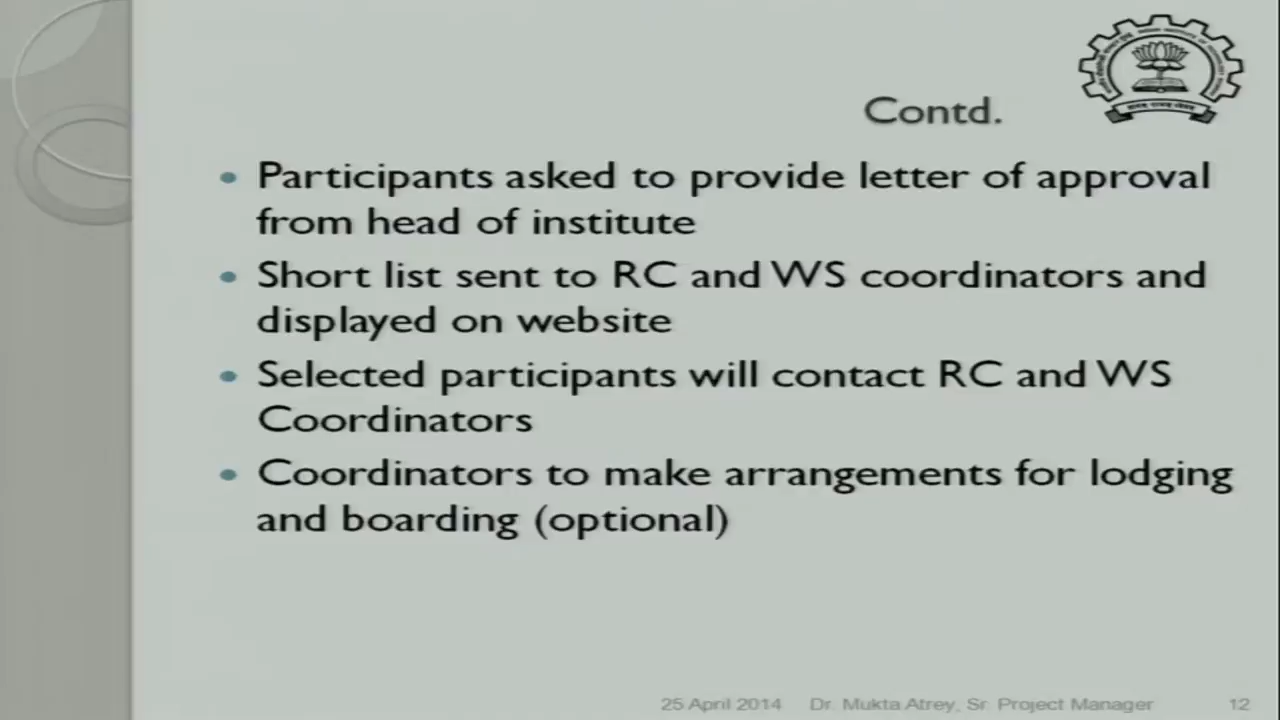 Contd.
• Participants asked to provide letter of approval
from head of institute
• Short list sent to RC and WS coordinators and
displayed on website
• Selected participants will contact RC and WS
Coordinators
• Coordinators to make arrangements for lodging
and boarding (optional)
25 April 2014 Dr. Mukta Atrey, Sr. Project Manager 12